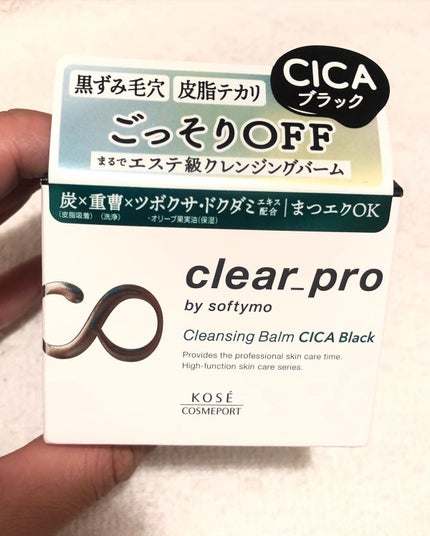 CICA
ブラック
黒ずみ毛穴 皮脂テカリ
ごっそりOFF
まるでエステ級クレンジングバーム
炭×重曹×ツボクサ・ドクダミエキス配合|まつエクOK
(皮脂吸着) (洗浄) ・オリーブ果実油(保湿)
clear_pro
by softymo
Cleansing Balm CICA Black
Provides the professional skin care time.
High-function skin care series.
KOSÉ
COSMEPORT